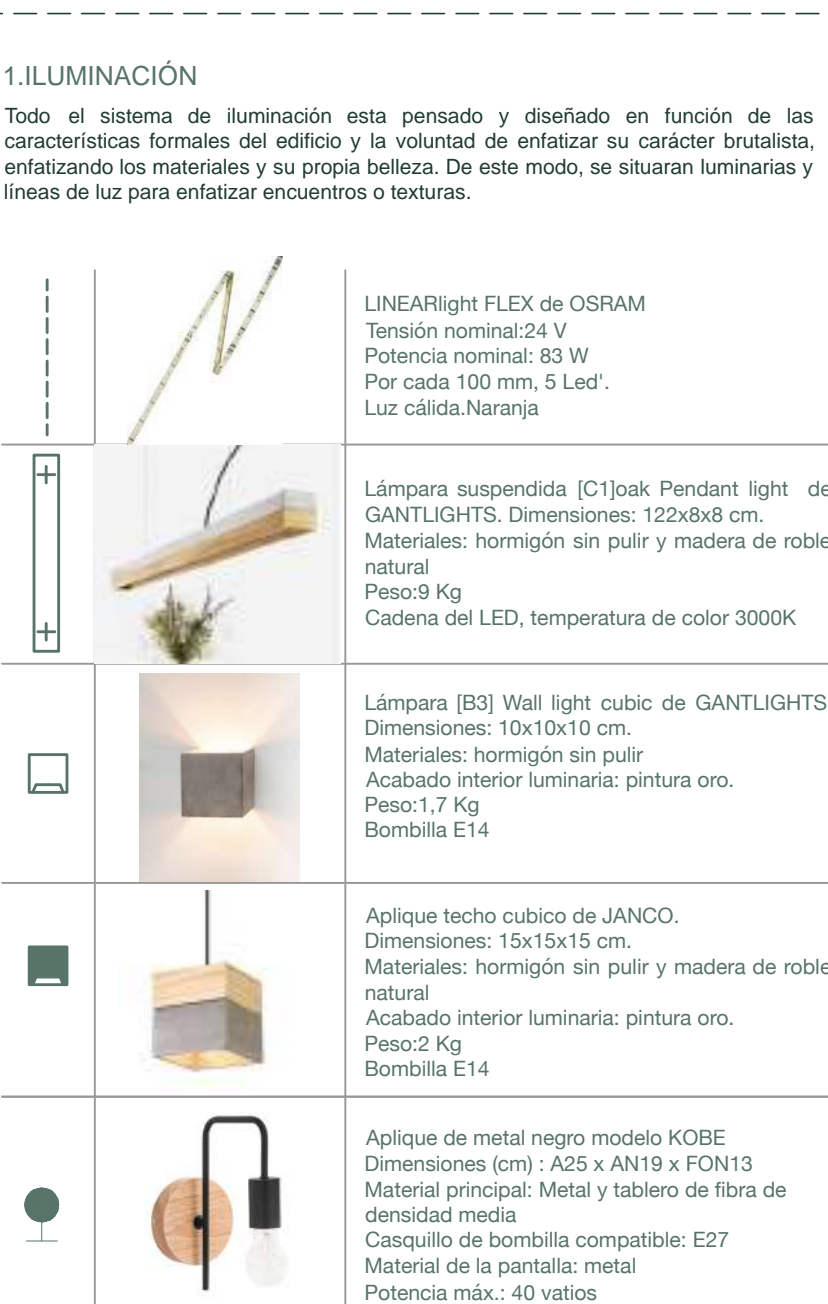 1.ILUMINACIÓN
Todo el sistema de iluminación esta pensado y diseñado en función de las
características formales del edificio y la voluntad de enfatizar su carácter brutalista,
enfatizando los materiales y su propia belleza. De este modo, se situaran luminarias y
líneas de luz para enfatizar encuentros o texturas.
LINEARlight FLEX de OSRAM
Tensión nominal:24 V
Potencia nominal: 83 W
Por cada 100 mm, 5 Led'.
Luz cálida.Naranja
Lámpara suspendida [C1]oak Pendant light de
GANTLIGHTS. Dimensiones: 122x8x8 cm.
Materiales: hormigón sin pulir y madera de roble
natural
Peso:9 Kg
Cadena del LED, temperatura de color 3000K
Lámpara [B3] Wall light cubic de GANTLIGHTS
Dimensiones: 10x10x10 cm.
Materiales: hormigón sin pulir
Acabado interior luminaria: pintura oro.
Peso:1,7 Kg
Bombilla E14
Aplique techo cubico de JANCO.
Dimensiones: 15x15x15 cm.
Materiales: hormigón sin pulir y madera de roble
natural
Acabado interior luminaria: pintura oro.
Peso:2 Kg
Bombilla E14
Aplique de metal negro modelo KOBE
Dimensiones (cm) : A25 x AN19 x FON13
Material principal: Metal y tablero de fibra de
densidad media
Casquillo de bombilla compatible: E27
Material de la pantalla: metal
Potencia máx.: 40 vatios